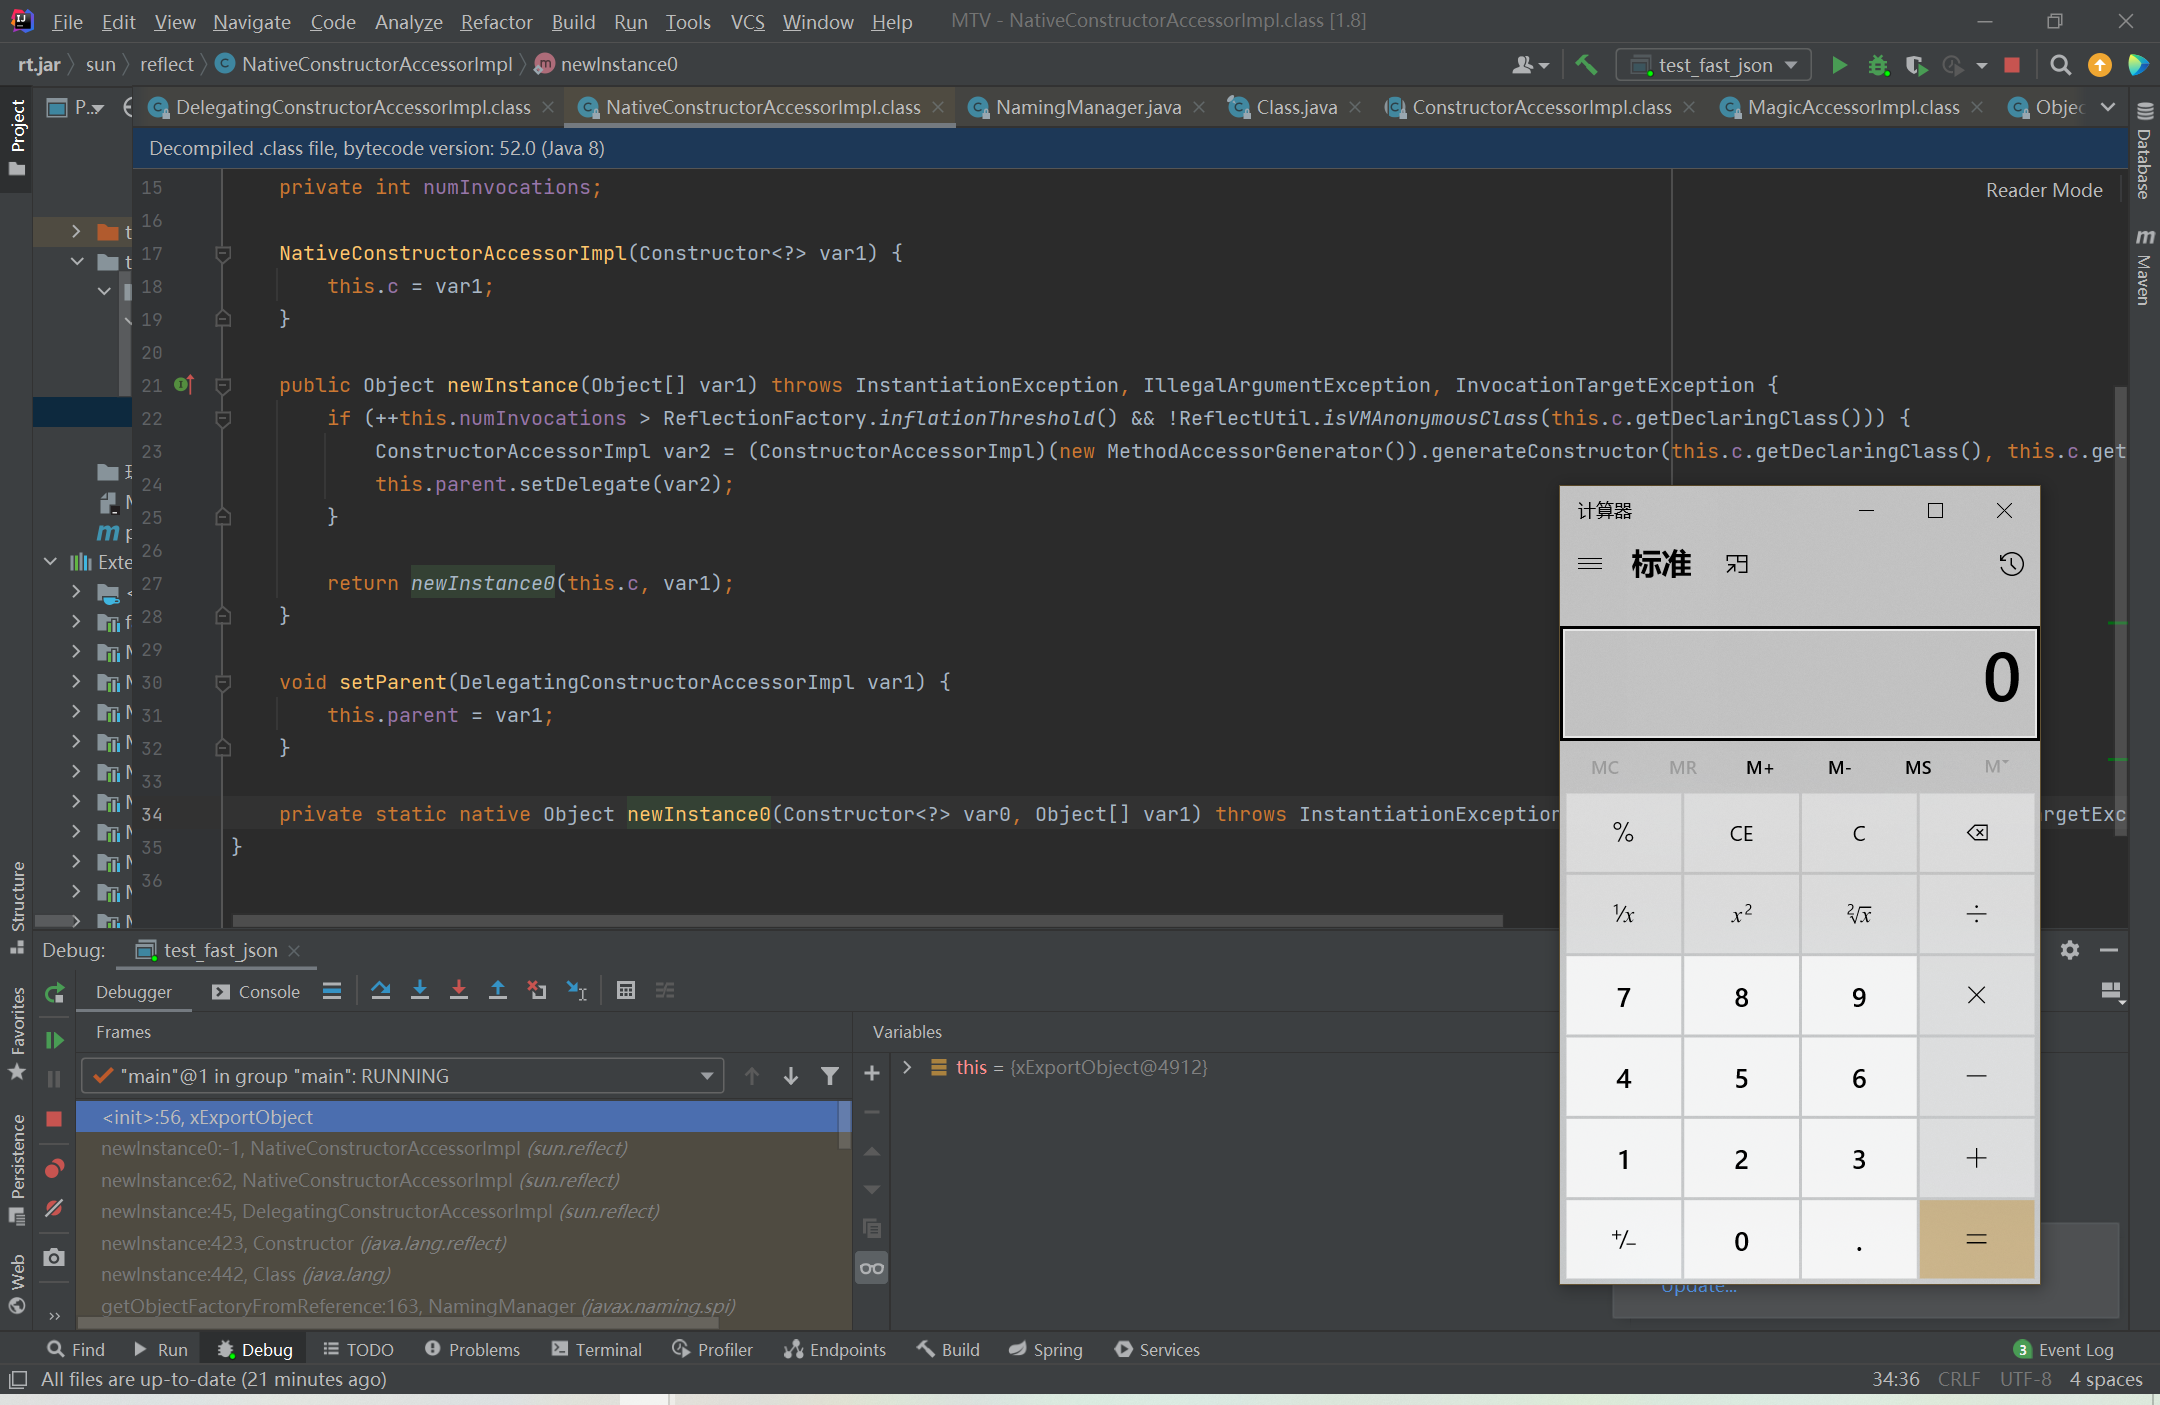 File Edit View Navigate Code Analyze Refactor Build Run Tools VCS Window Help MTV - NativeConstructorAccessorImpl.class [1.8]
rt.jar sun reflect NativeConstructorAccessorImpl newInstance0 test_fast_json
Project
P...
DelegatingConstructorAccessorImpl.class NativeConstructorAccessorImpl.class NamingManager.java Class.java ConstructorAccessorImpl.class MagicAccessorImpl.class Objec
Decompiled .class file, bytecode version: 52.0 (Java 8)
Reader Mode
Database
Maven
15 private int numInvocations;
16
17 NativeConstructorAccessorImpl(Constructor<?> var1) {
18 this.c = var1;
19 }
20
21 public Object newInstance(Object[] var1) throws InstantiationException, IllegalArgumentException, InvocationTargetException {
22 if (++this.numInvocations > ReflectionFactory.inflationThreshold() && !ReflectUtil.isVMAnonymousClass(this.c.getDeclaringClass())) {
23 ConstructorAccessorImpl var2 = (ConstructorAccessorImpl)(new MethodAccessorGenerator()).generateConstructor(this.c.getDeclaringClass(), this.c.get
24 this.parent.setDelegate(var2);
25 }
26
27 return newInstance0(this.c, var1);
28 }
29
30 void setParent(DelegatingConstructorAccessorImpl var1) {
31 this.parent = var1;
32 }
33
34 private static native Object newInstance0(Constructor<?> var0, Object[] var1) throws InstantiationException
rgetExc
35 }
36
Exte
计算器
标准
0
MC MR M+ M- MS M˅
% CE C
¹/x x² ²√x ÷
7 8 9 ×
4 5 6 −
1 2 3 +
+/− 0 . =
Update...
Structure
Favorites
Persistence
Web
Debug: test_fast_json
Debugger Console
Frames
Variables
"main"@1 in group "main": RUNNING
this = {xExportObject@4912}
<init>:56, xExportObject
newInstance0:-1, NativeConstructorAccessorImpl (sun.reflect)
newInstance:62, NativeConstructorAccessorImpl (sun.reflect)
newInstance:45, DelegatingConstructorAccessorImpl (sun.reflect)
newInstance:423, Constructor (java.lang.reflect)
newInstance:442, Class (java.lang)
getObjectFactoryFromReference:163, NamingManager (javax.naming.spi)
Find Run Debug TODO Problems Terminal Profiler Endpoints Build Spring Services 3 Event Log
All files are up-to-date (21 minutes ago) 34:36 CRLF UTF-8 4 spaces